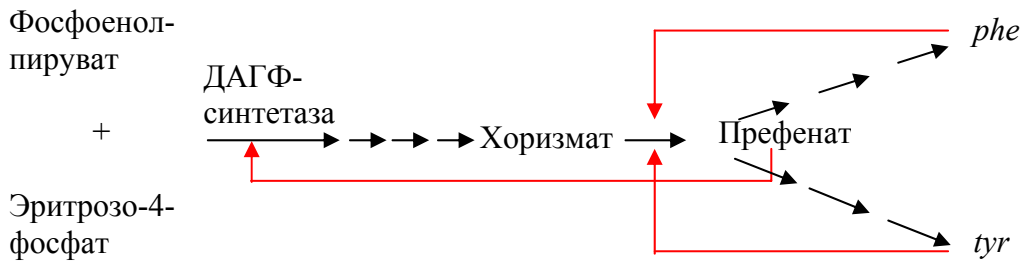 Фосфоенол-
пируват
+
Эритрозо-4-
фосфат
ДАГФ-
синтетаза
Хоризмат
Префенат
phe
tyr